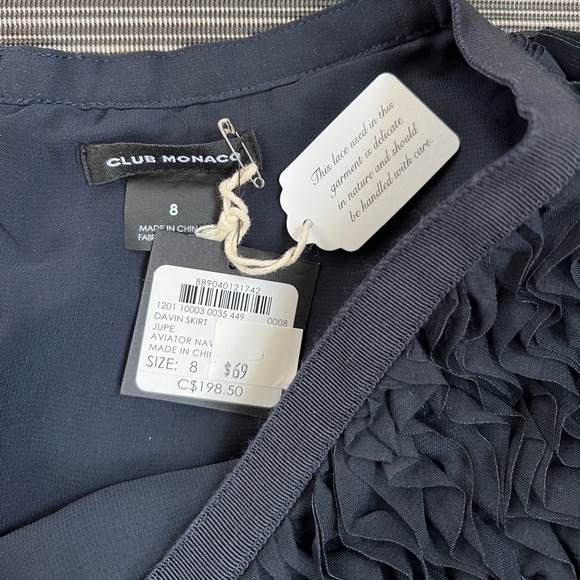 CLUB MONACO
8
MADE IN CHIN
FABR
This lace used in this
garment is delicate
in nature and should
be handled with care.
889040121742
1201 10003 0035 449 0008
DAVIN SKIRT
JUPE
AVIATOR NAV
MADE IN CHI
SIZE: 8
$69
C$198.50